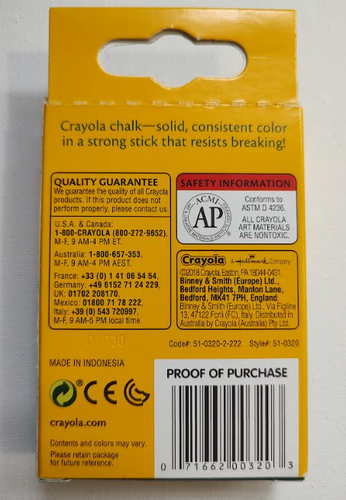 Crayola chalk—solid, consistent color
in a strong stick that resists breaking!
QUALITY GUARANTEE
We guarantee the quality of all Crayola
products. If this product does not
perform properly, please contact us.
U.S.A. & Canada:
1-800-CRAYOLA (800-272-9652),
M-F, 9 AM-4 PM ET.
Australia: 1-800-657-353,
M-F, 9 AM-4 PM AEST.
France: +33 (0) 1 41 06 54 54,
Germany: +49 6152 71 24 229,
UK: 01702 208170,
Mexico: 01800 71 78 222,
Italy: +39 (0) 543 720997,
M-F, 9 AM-5 PM local time.
SAFETY INFORMATION
ACMI
AP
Conforms to
ASTM D 4236.
ALL CRAYOLA
ART MATERIALS
ARE NONTOXIC.
Crayola
a Hallmark Company
©2018 Crayola, Easton, PA 18044-0431.
Binney & Smith (Europe) Ltd.,
Bedford Heights, Manton Lane,
Bedford, MK41 7PH, England;
Binney & Smith (Europe) Ltd., Via Figline
13, 47122 Forlì (FC), Italy. Distributed in
Australia by Crayola (Australia) Pty Ltd.
Code#: 51-0320-2-222 Style#: 51-0320
MADE IN INDONESIA
CE
crayola.com
Contents and colors may vary.
Please retain package
for future reference.
PROOF OF PURCHASE
0 71662 00320 3